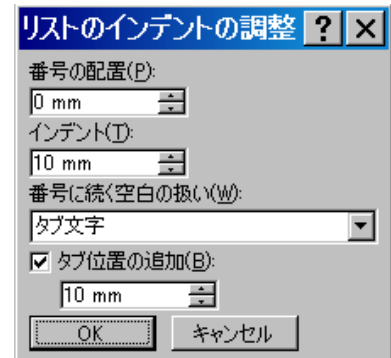 リストのインデントの調整
番号の配置(P):
0 mm
インデント(T):
10 mm
番号に続く空白の扱い(W):
タブ文字
タブ位置の追加(B):
10 mm
OK キャンセル